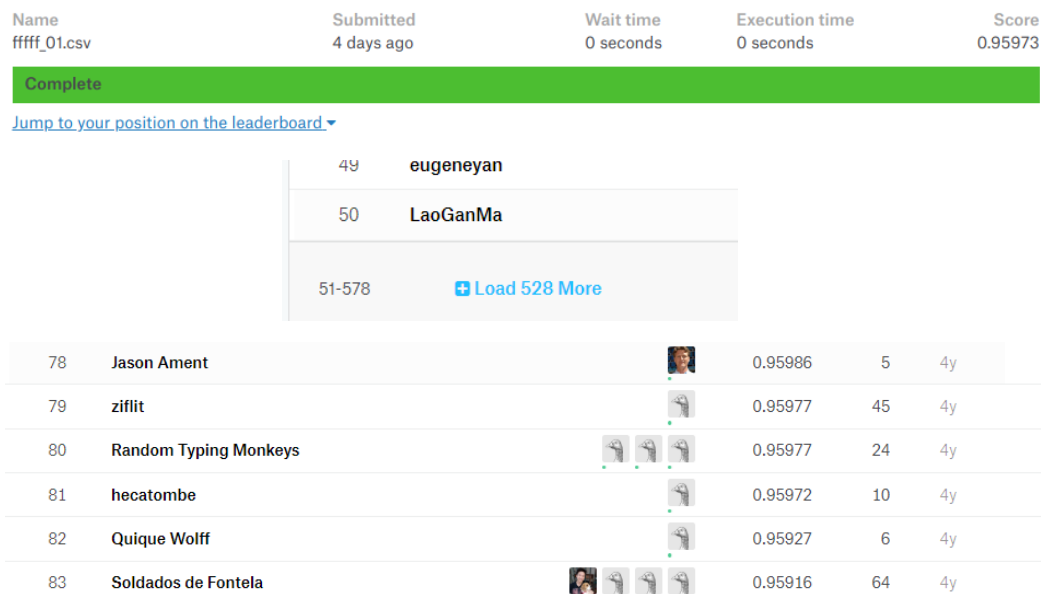 Name Submitted Wait time Execution time Score
fffff_01.csv 4 days ago 0 seconds 0 seconds 0.95973
Complete
Jump to your position on the leaderboard
49 eugeneyan
50 LaoGanMa
51-578 Load 528 More
78 Jason Ament 0.95986 5 4y
79 ziflit 0.95977 45 4y
80 Random Typing Monkeys 0.95977 24 4y
81 hecatombe 0.95972 10 4y
82 Quique Wolff 0.95927 6 4y
83 Soldados de Fontela 0.95916 64 4y